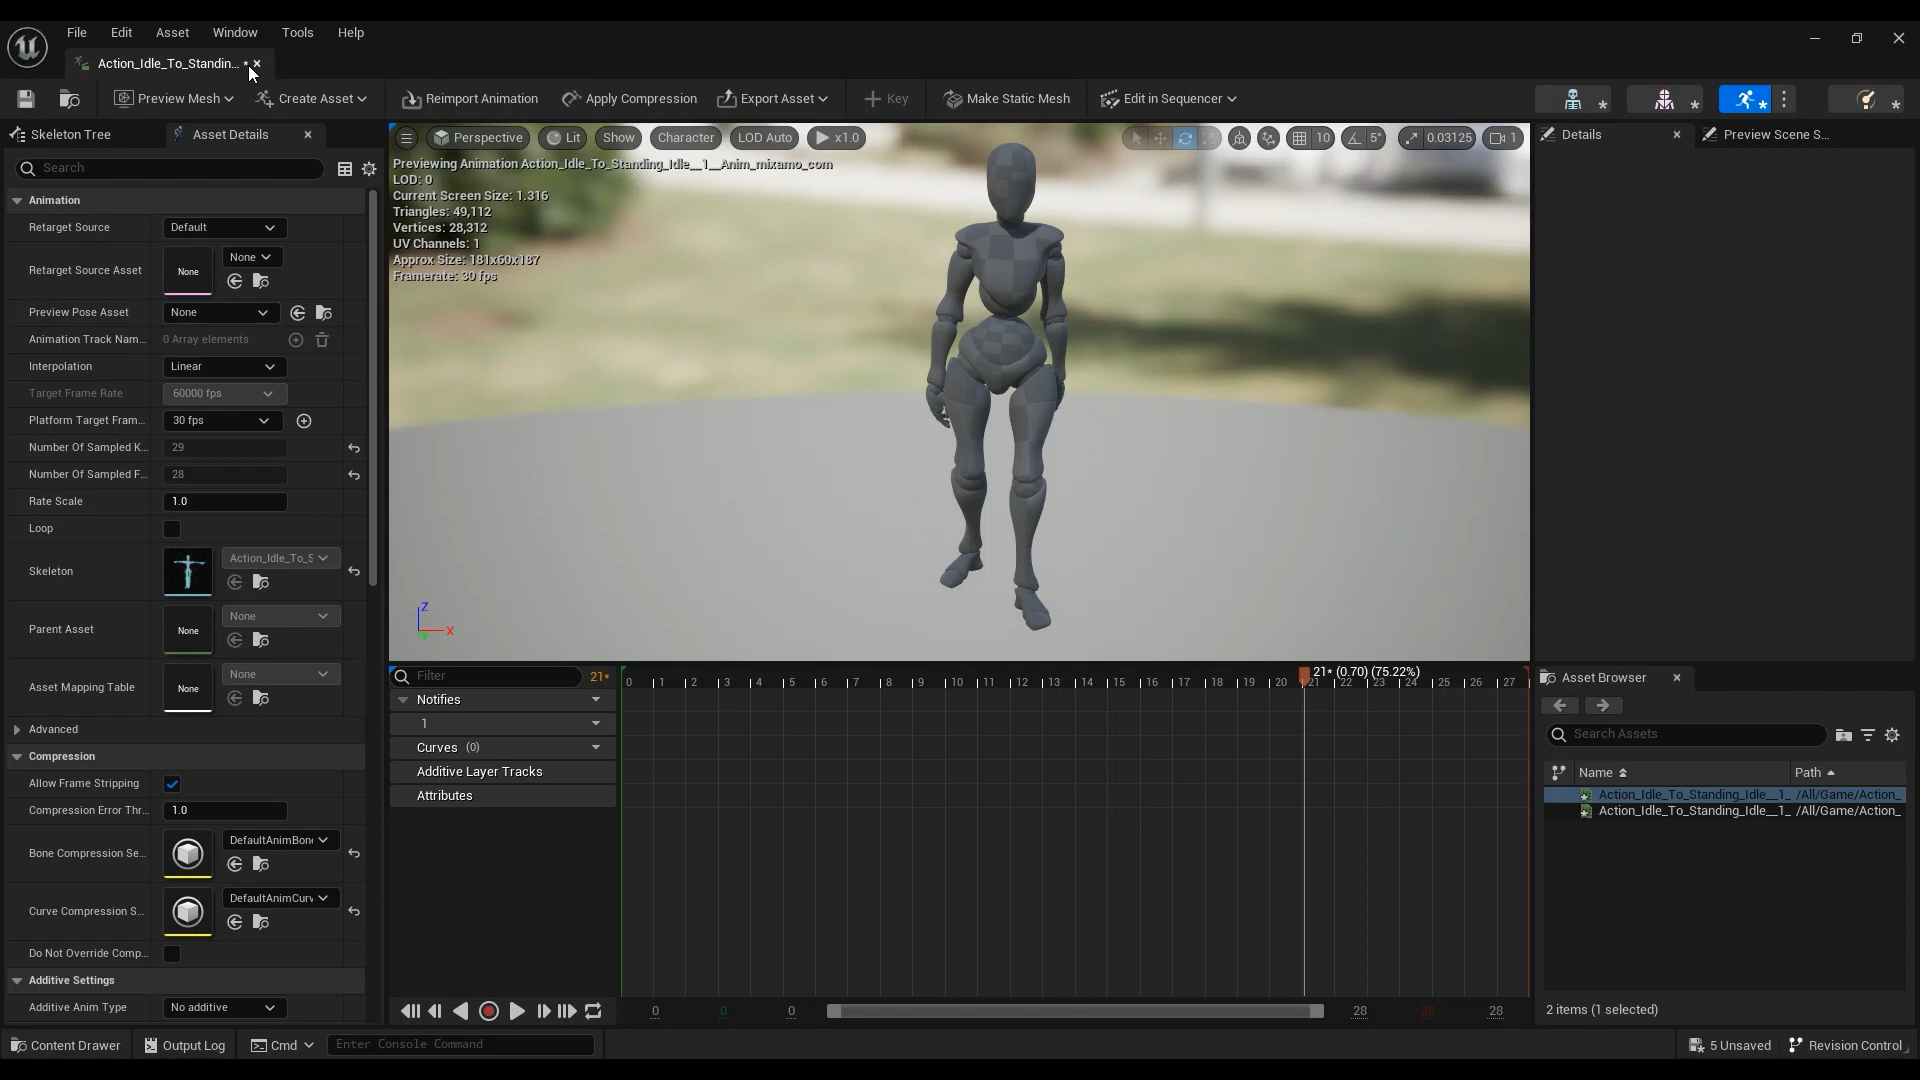 File Edit Asset Window Tools Help
Action_Idle_To_Standin... *
Preview Mesh Create Asset Reimport Animation Apply Compression Export Asset Key Make Static Mesh Edit in Sequencer
Skeleton Tree Asset Details
Search
Animation
Retarget Source Default
Retarget Source Asset None None
Preview Pose Asset None
Animation Track Nam... 0 Array elements
Interpolation Linear
Target Frame Rate 60000 fps
Platform Target Fram... 30 fps
Number Of Sampled K... 29
Number Of Sampled F... 28
Rate Scale 1.0
Loop
Skeleton Action_Idle_To_S
Parent Asset None None
Asset Mapping Table None None
Advanced
Compression
Allow Frame Stripping
Compression Error Thr... 1.0
Bone Compression Se... DefaultAnimBon
Curve Compression S... DefaultAnimCurv
Do Not Override Comp...
Additive Settings
Additive Anim Type No additive
Perspective Lit Show Character LOD Auto x1.0 10 5° 0.03125 1
Previewing Animation Action_Idle_To_Standing_Idle__1__Anim_mixamo_com
LOD: 0
Current Screen Size: 1.316
Triangles: 49,112
Vertices: 28,312
UV Channels: 1
Approx Size: 181x60x187
Framerate: 30 fps
Z
X
Y
Filter 21*
21* (0.70) (75.22%)
0 1 2 3 4 5 6 7 8 9 10 11 12 13 14 15 16 17 18 19 20 21 22 23 24 25 26 27
Notifies
1
Curves (0)
Additive Layer Tracks
Attributes
0 0 0 28 28 28
Details Preview Scene S...
Asset Browser
Search Assets
Name Path
Action_Idle_To_Standing_Idle__1_ /All/Game/Action_
Action_Idle_To_Standing_Idle__1_ /All/Game/Action_
2 items (1 selected)
Content Drawer Output Log Cmd Enter Console Command 5 Unsaved Revision Control